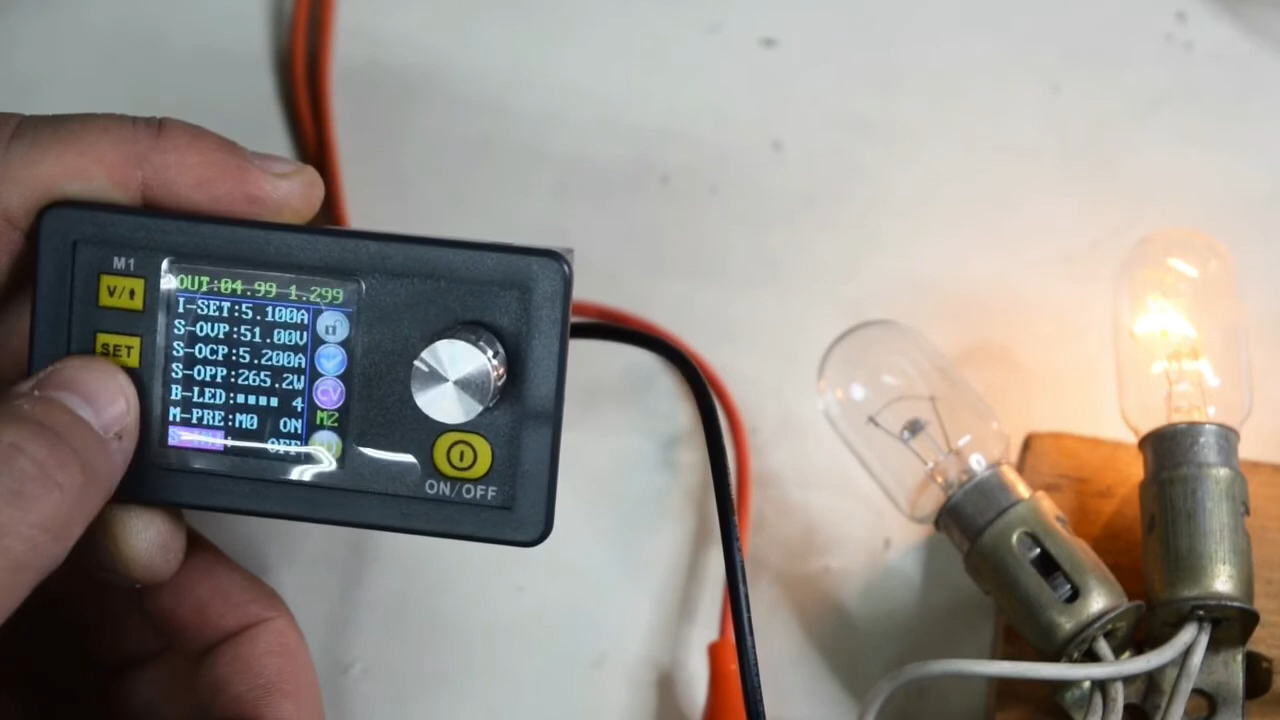 M1
V/⬆
SET
OUT:04.99 1.299
I-SET:5.100A
S-OVP:51.00V
S-OCP:5.200A
S-OPP:265.2W
B-LED:▪▪▪▪ 4
M-PRE:M0 ON
OFF
CV
M2
ON/OFF